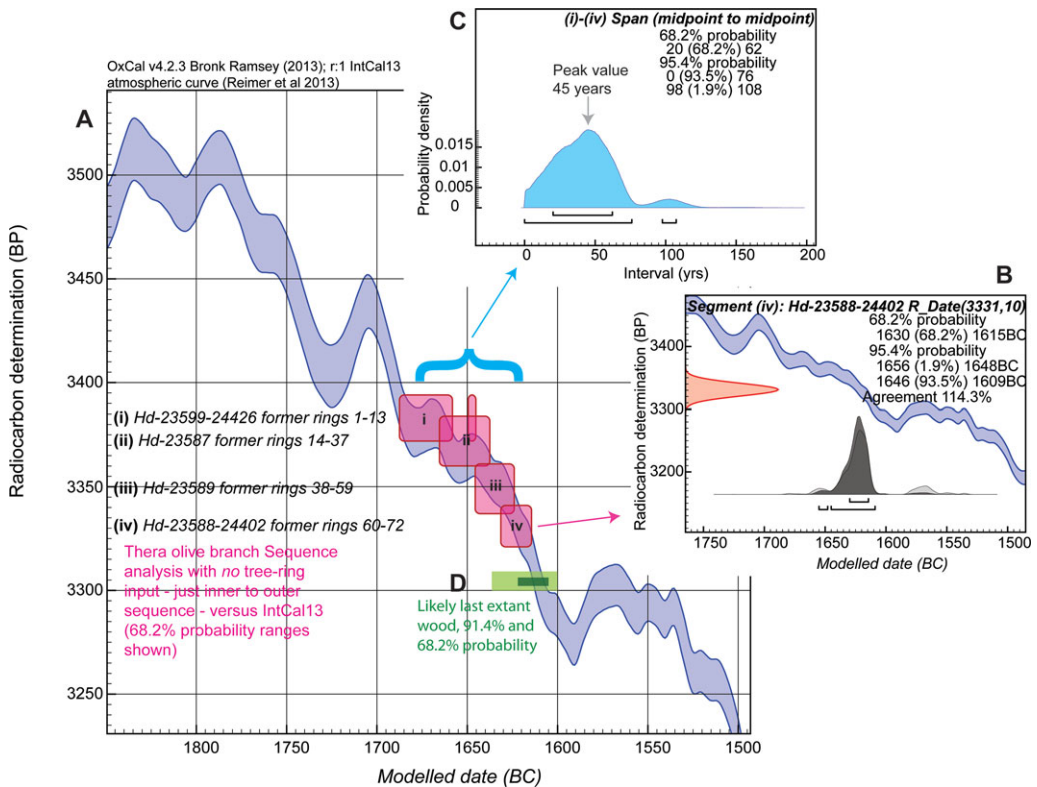 C
(i)-(iv) Span (midpoint to midpoint)
68.2% probability
20 (68.2%) 62
95.4% probability
0 (93.5%) 76
98 (1.9%) 108
Peak value
45 years
Probability density
0.015
0.01
0.005
0
0
50
100
150
200
Interval (yrs)
OxCal v4.2.3 Bronk Ramsey (2013); r:1 IntCal13
atmospheric curve (Reimer et al 2013)
A
Radiocarbon determination (BP)
3500
3450
3400
3350
3300
3250
(i) Hd-23599-24426 former rings 1-13
(ii) Hd-23587 former rings 14-37
(iii) Hd-23589 former rings 38-59
(iv) Hd-23588-24402 former rings 60-72
i
ii
iii
iv
Thera olive branch Sequence
analysis with no tree-ring
input - just inner to outer
sequence - versus IntCal13
(68.2% probability ranges
shown)
D
Likely last extant
wood, 91.4% and
68.2% probability
1800
1750
1700
1650
1600
1550
1500
Modelled date (BC)
B
Segment (iv): Hd-23588-24402 R_Date(3331,10)
68.2% probability
1630 (68.2%) 1615BC
95.4% probability
1656 (1.9%) 1648BC
1646 (93.5%) 1609BC
Agreement 114.3%
Radiocarbon determination (BP)
3400
3300
3200
1750
1700
1650
1600
1550
1500
Modelled date (BC)